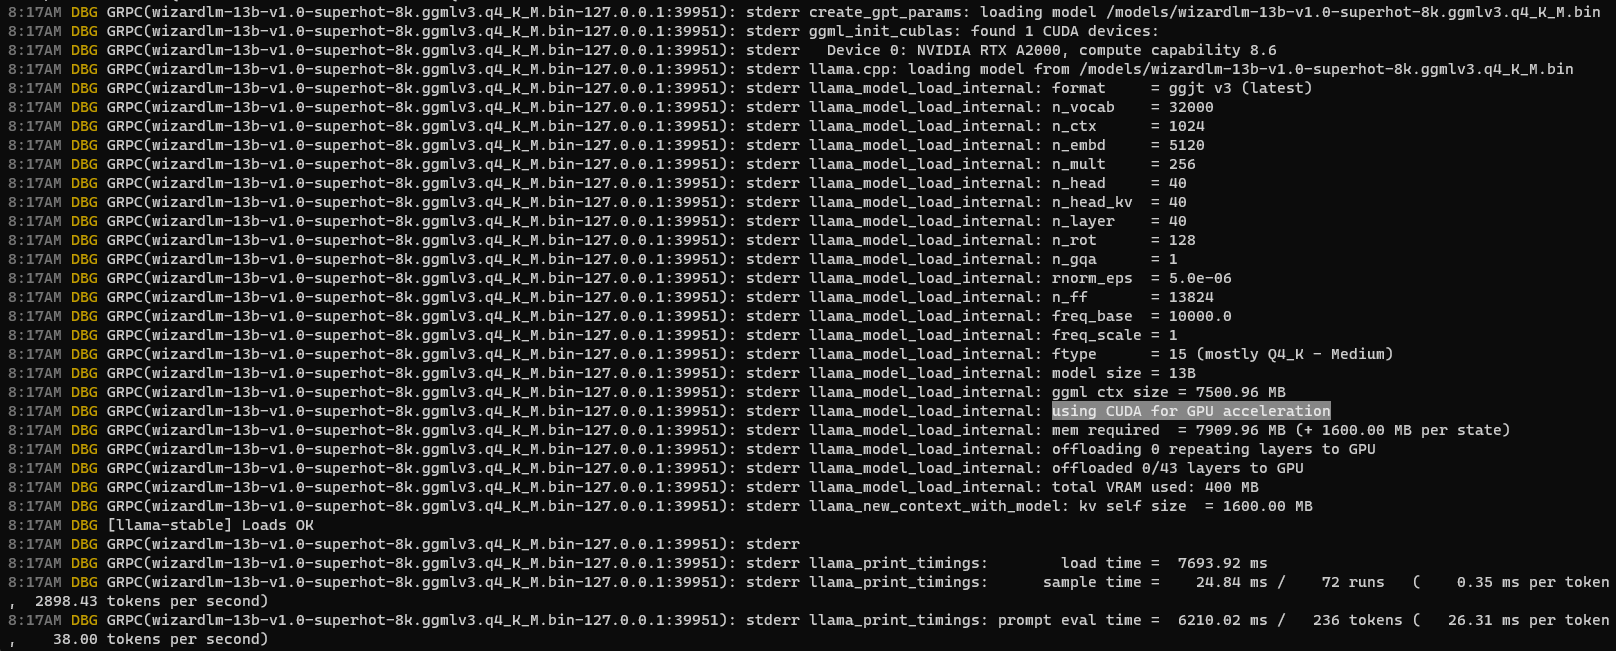 8:17AM DBG GRPC(wizardlm-13b-v1.0-superhot-8k.ggmlv3.q4_K_M.bin-127.0.0.1:39951): stderr create_gpt_params: loading model /models/wizardlm-13b-v1.0-superhot-8k.ggmlv3.q4_K_M.bin
8:17AM DBG GRPC(wizardlm-13b-v1.0-superhot-8k.ggmlv3.q4_K_M.bin-127.0.0.1:39951): stderr ggml_init_cublas: found 1 CUDA devices:
8:17AM DBG GRPC(wizardlm-13b-v1.0-superhot-8k.ggmlv3.q4_K_M.bin-127.0.0.1:39951): stderr   Device 0: NVIDIA RTX A2000, compute capability 8.6
8:17AM DBG GRPC(wizardlm-13b-v1.0-superhot-8k.ggmlv3.q4_K_M.bin-127.0.0.1:39951): stderr llama.cpp: loading model from /models/wizardlm-13b-v1.0-superhot-8k.ggmlv3.q4_K_M.bin
8:17AM DBG GRPC(wizardlm-13b-v1.0-superhot-8k.ggmlv3.q4_K_M.bin-127.0.0.1:39951): stderr llama_model_load_internal: format     = ggjt v3 (latest)
8:17AM DBG GRPC(wizardlm-13b-v1.0-superhot-8k.ggmlv3.q4_K_M.bin-127.0.0.1:39951): stderr llama_model_load_internal: n_vocab    = 32000
8:17AM DBG GRPC(wizardlm-13b-v1.0-superhot-8k.ggmlv3.q4_K_M.bin-127.0.0.1:39951): stderr llama_model_load_internal: n_ctx      = 1024
8:17AM DBG GRPC(wizardlm-13b-v1.0-superhot-8k.ggmlv3.q4_K_M.bin-127.0.0.1:39951): stderr llama_model_load_internal: n_embd     = 5120
8:17AM DBG GRPC(wizardlm-13b-v1.0-superhot-8k.ggmlv3.q4_K_M.bin-127.0.0.1:39951): stderr llama_model_load_internal: n_mult     = 256
8:17AM DBG GRPC(wizardlm-13b-v1.0-superhot-8k.ggmlv3.q4_K_M.bin-127.0.0.1:39951): stderr llama_model_load_internal: n_head     = 40
8:17AM DBG GRPC(wizardlm-13b-v1.0-superhot-8k.ggmlv3.q4_K_M.bin-127.0.0.1:39951): stderr llama_model_load_internal: n_head_kv  = 40
8:17AM DBG GRPC(wizardlm-13b-v1.0-superhot-8k.ggmlv3.q4_K_M.bin-127.0.0.1:39951): stderr llama_model_load_internal: n_layer    = 40
8:17AM DBG GRPC(wizardlm-13b-v1.0-superhot-8k.ggmlv3.q4_K_M.bin-127.0.0.1:39951): stderr llama_model_load_internal: n_rot      = 128
8:17AM DBG GRPC(wizardlm-13b-v1.0-superhot-8k.ggmlv3.q4_K_M.bin-127.0.0.1:39951): stderr llama_model_load_internal: n_gqa      = 1
8:17AM DBG GRPC(wizardlm-13b-v1.0-superhot-8k.ggmlv3.q4_K_M.bin-127.0.0.1:39951): stderr llama_model_load_internal: rnorm_eps  = 5.0e-06
8:17AM DBG GRPC(wizardlm-13b-v1.0-superhot-8k.ggmlv3.q4_K_M.bin-127.0.0.1:39951): stderr llama_model_load_internal: n_ff       = 13824
8:17AM DBG GRPC(wizardlm-13b-v1.0-superhot-8k.ggmlv3.q4_K_M.bin-127.0.0.1:39951): stderr llama_model_load_internal: freq_base  = 10000.0
8:17AM DBG GRPC(wizardlm-13b-v1.0-superhot-8k.ggmlv3.q4_K_M.bin-127.0.0.1:39951): stderr llama_model_load_internal: freq_scale = 1
8:17AM DBG GRPC(wizardlm-13b-v1.0-superhot-8k.ggmlv3.q4_K_M.bin-127.0.0.1:39951): stderr llama_model_load_internal: ftype      = 15 (mostly Q4_K - Medium)
8:17AM DBG GRPC(wizardlm-13b-v1.0-superhot-8k.ggmlv3.q4_K_M.bin-127.0.0.1:39951): stderr llama_model_load_internal: model size = 13B
8:17AM DBG GRPC(wizardlm-13b-v1.0-superhot-8k.ggmlv3.q4_K_M.bin-127.0.0.1:39951): stderr llama_model_load_internal: ggml ctx size = 7500.96 MB
8:17AM DBG GRPC(wizardlm-13b-v1.0-superhot-8k.ggmlv3.q4_K_M.bin-127.0.0.1:39951): stderr llama_model_load_internal: using CUDA for GPU acceleration
8:17AM DBG GRPC(wizardlm-13b-v1.0-superhot-8k.ggmlv3.q4_K_M.bin-127.0.0.1:39951): stderr llama_model_load_internal: mem required  = 7909.96 MB (+ 1600.00 MB per state)
8:17AM DBG GRPC(wizardlm-13b-v1.0-superhot-8k.ggmlv3.q4_K_M.bin-127.0.0.1:39951): stderr llama_model_load_internal: offloading 0 repeating layers to GPU
8:17AM DBG GRPC(wizardlm-13b-v1.0-superhot-8k.ggmlv3.q4_K_M.bin-127.0.0.1:39951): stderr llama_model_load_internal: offloaded 0/43 layers to GPU
8:17AM DBG GRPC(wizardlm-13b-v1.0-superhot-8k.ggmlv3.q4_K_M.bin-127.0.0.1:39951): stderr llama_model_load_internal: total VRAM used: 400 MB
8:17AM DBG GRPC(wizardlm-13b-v1.0-superhot-8k.ggmlv3.q4_K_M.bin-127.0.0.1:39951): stderr llama_new_context_with_model: kv self size  = 1600.00 MB
8:17AM DBG [llama-stable] Loads OK
8:17AM DBG GRPC(wizardlm-13b-v1.0-superhot-8k.ggmlv3.q4_K_M.bin-127.0.0.1:39951): stderr
8:17AM DBG GRPC(wizardlm-13b-v1.0-superhot-8k.ggmlv3.q4_K_M.bin-127.0.0.1:39951): stderr llama_print_timings:        load time =  7693.92 ms
8:17AM DBG GRPC(wizardlm-13b-v1.0-superhot-8k.ggmlv3.q4_K_M.bin-127.0.0.1:39951): stderr llama_print_timings:      sample time =    24.84 ms /    72 runs   (    0.35 ms per token
,  2898.43 tokens per second)
8:17AM DBG GRPC(wizardlm-13b-v1.0-superhot-8k.ggmlv3.q4_K_M.bin-127.0.0.1:39951): stderr llama_print_timings: prompt eval time =  6210.02 ms /   236 tokens (   26.31 ms per token
,    38.00 tokens per second)